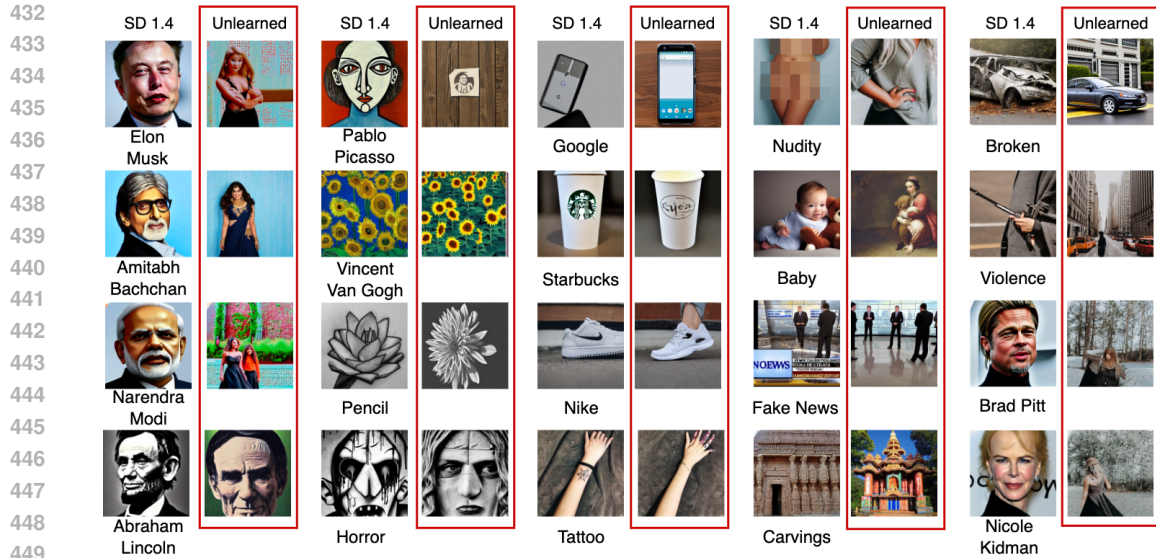 432
433
434
435
436
437
438
439
440
441
442
443
444
445
446
447
448
449
SD 1.4 Unlearned SD 1.4 Unlearned SD 1.4 Unlearned SD 1.4 Unlearned SD 1.4 Unlearned
Elon Musk
Pablo Picasso
Google
Nudity
Broken
Amitabh Bachchan
Vincent Van Gogh
Starbucks
Baby
Violence
NOEWS
Narendra Modi
Pencil
Nike
Fake News
Brad Pitt
Abraham Lincoln
Horror
Tattoo
Carvings
Nicole Kidman